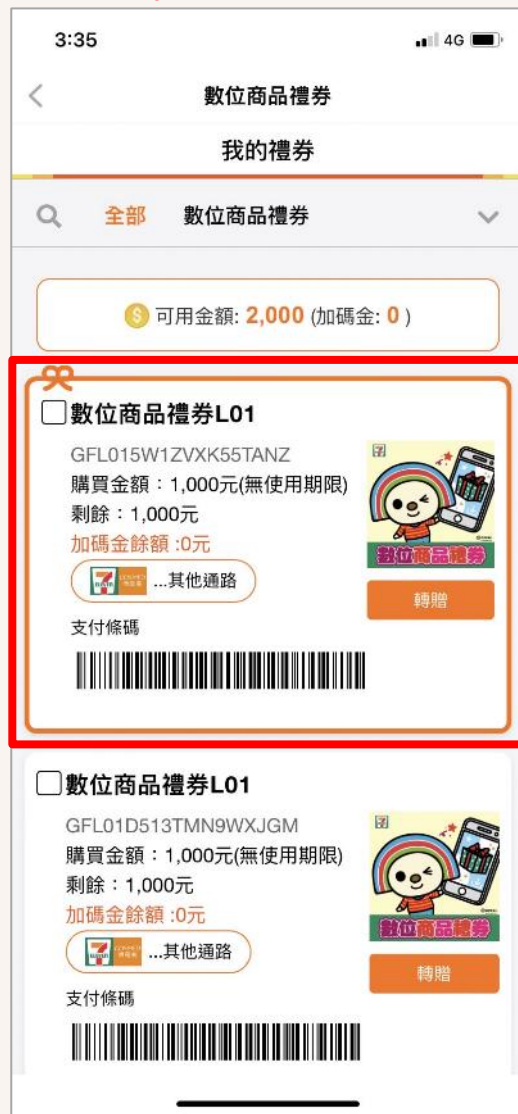 3:35
4G
數位商品禮券
我的禮券
全部 數位商品禮券
可用金額: 2,000 (加碼金: 0 )
數位商品禮券L01
GFL015W1ZVXK55TANZ
購買金額：1,000元(無使用期限)
剩餘：1,000元
加碼金餘額 :0元
...其他通路
支付條碼
數位商品禮券
轉贈
數位商品禮券L01
GFL01D513TMN9WXJGM
購買金額：1,000元(無使用期限)
剩餘：1,000元
加碼金餘額 :0元
...其他通路
支付條碼
數位商品禮券
轉贈